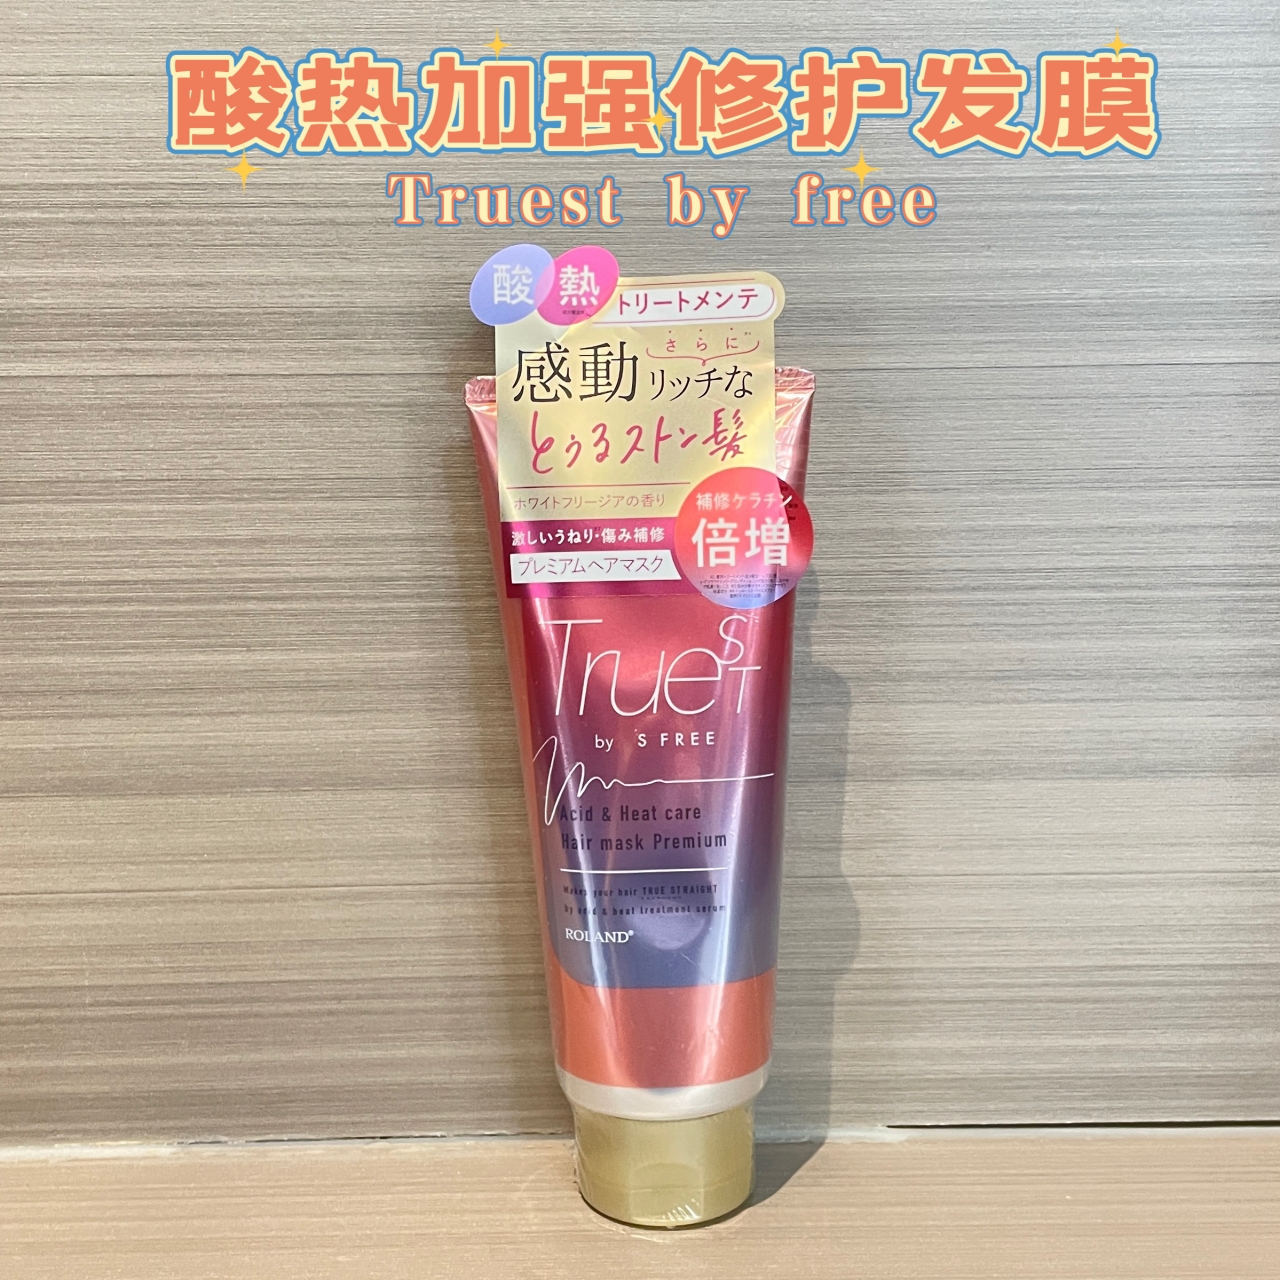 酸热加强修护发膜
Truest by free
酸 熱
トリートメンテ
さらに
感動 リッチな
とぅるストン髪
ホワイトフリージアの香り
補修ケラチン
倍増
激しいうねり・傷み補修
プレミアムヘアマスク
TrueST
by S FREE
Acid & Heat care
Hair mask Premium
Makes your hair TRUE STRAIGHT
by acid & heat treatment serum
ROLAND®